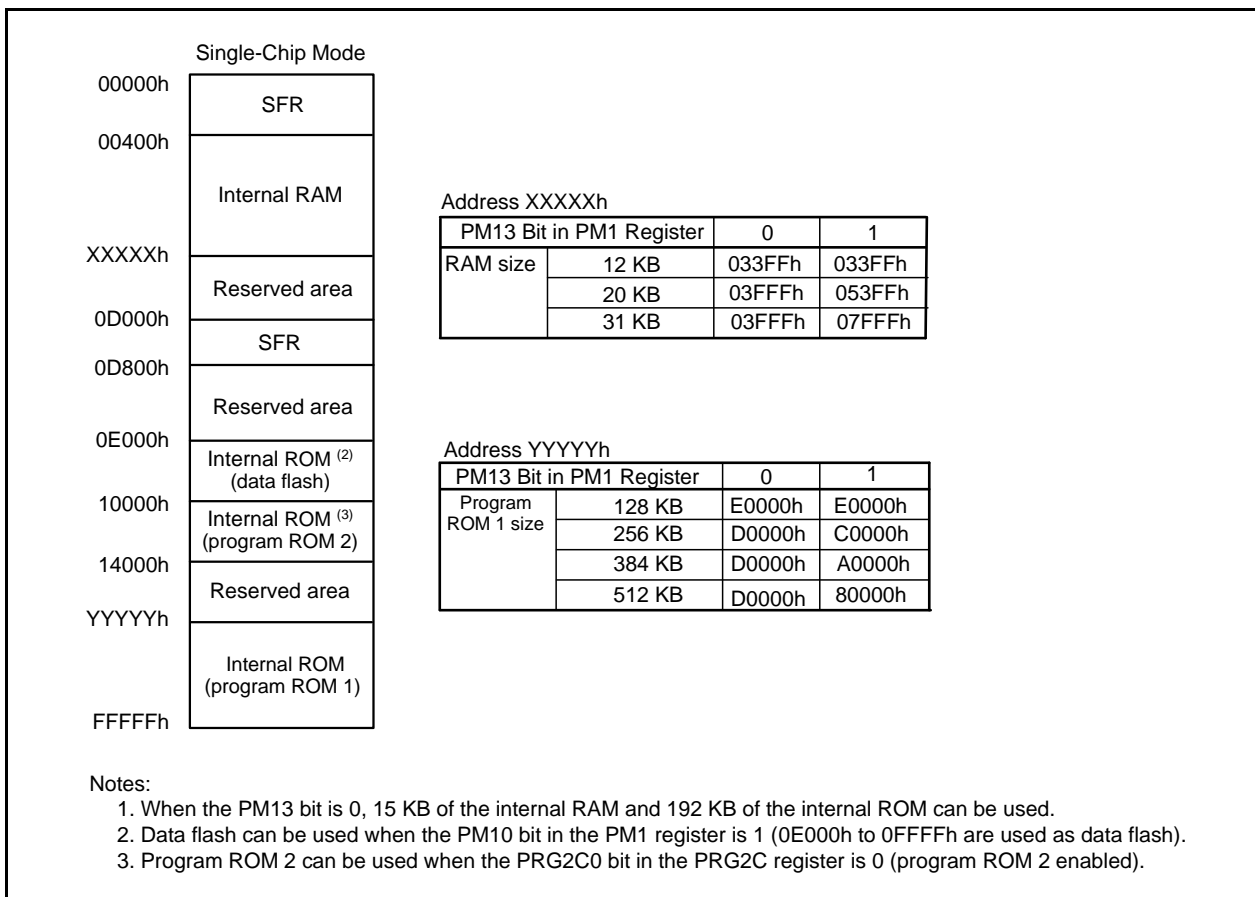 Single-Chip Mode
00000h
SFR
00400h
Internal RAM
XXXXXh
Reserved area
0D000h
SFR
0D800h
Reserved area
0E000h
Internal ROM (2)
(data flash)
10000h
Internal ROM (3)
(program ROM 2)
14000h
Reserved area
YYYYYh
Internal ROM
(program ROM 1)
FFFFFh
Address XXXXXh
PM13 Bit in PM1 Register 0 1
RAM size 12 KB 033FFh 033FFh
20 KB 03FFFh 053FFh
31 KB 03FFFh 07FFFh
Address YYYYYh
PM13 Bit in PM1 Register 0 1
Program
ROM 1 size
128 KB E0000h E0000h
256 KB D0000h C0000h
384 KB D0000h A0000h
512 KB D0000h 80000h
Notes:
1. When the PM13 bit is 0, 15 KB of the internal RAM and 192 KB of the internal ROM can be used.
2. Data flash can be used when the PM10 bit in the PM1 register is 1 (0E000h to 0FFFFh are used as data flash).
3. Program ROM 2 can be used when the PRG2C0 bit in the PRG2C register is 0 (program ROM 2 enabled).